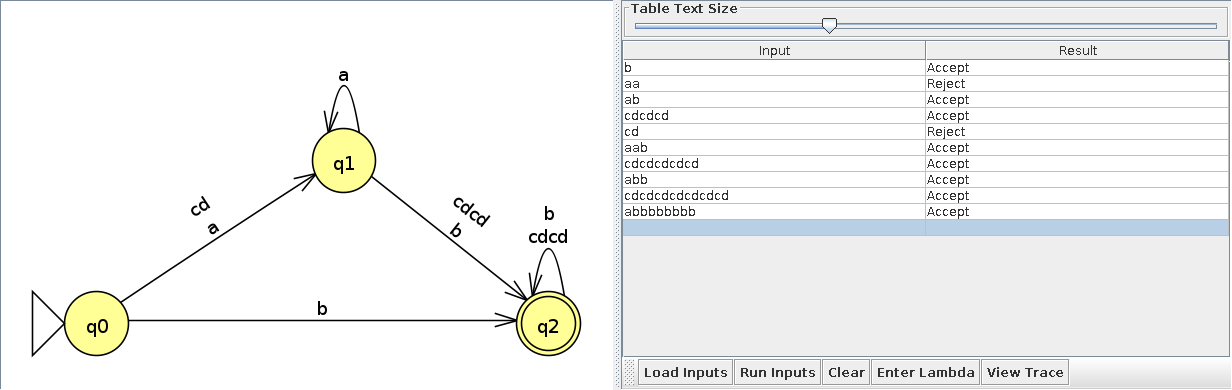 a
q1
cd
a
cdcd
b
b
cdcd
b
q0
q2
Table Text Size
Input Result
b Accept
aa Reject
ab Accept
cdcdcd Accept
cd Reject
aab Accept
cdcdcdcdcd Accept
abb Accept
cdcdcdcdcdcdcd Accept
abbbbbbbb Accept
Load Inputs Run Inputs Clear Enter Lambda View Trace